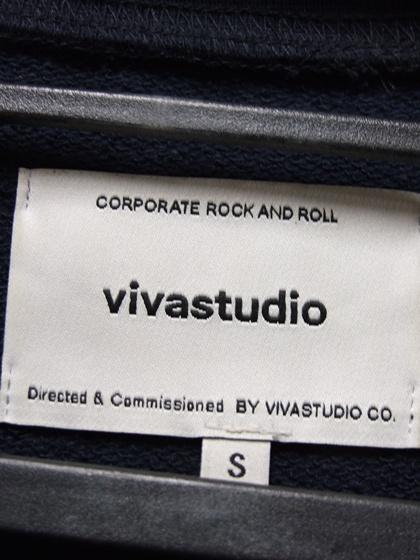 CORPORATE ROCK AND ROLL
vivastudio
Directed & Commissioned BY VIVASTUDIO CO.
S